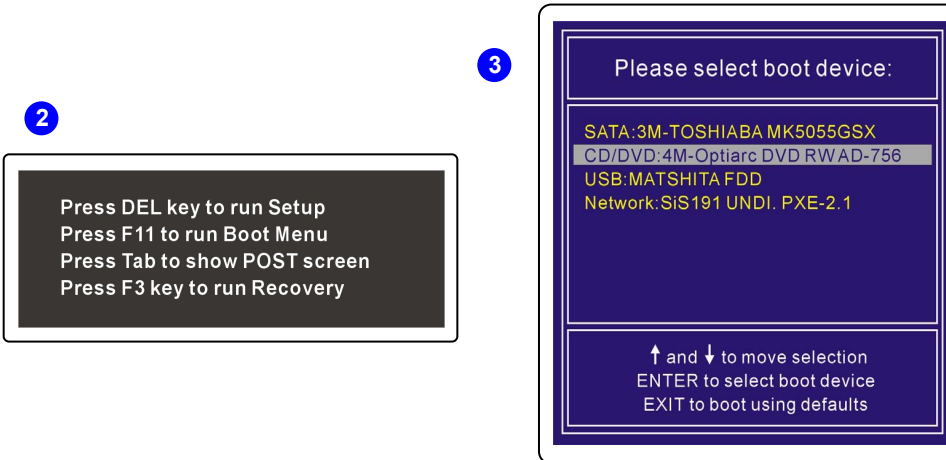 2
Press DEL key to run Setup
Press F11 to run Boot Menu
Press Tab to show POST screen
Press F3 key to run Recovery
3
Please select boot device:
SATA:3M-TOSHIABA MK5055GSX
CD/DVD:4M-Optiarc DVD RW AD-756
USB:MATSHITA FDD
Network:SiS191 UNDI. PXE-2.1
↑ and ↓ to move selection
ENTER to select boot device
EXIT to boot using defaults